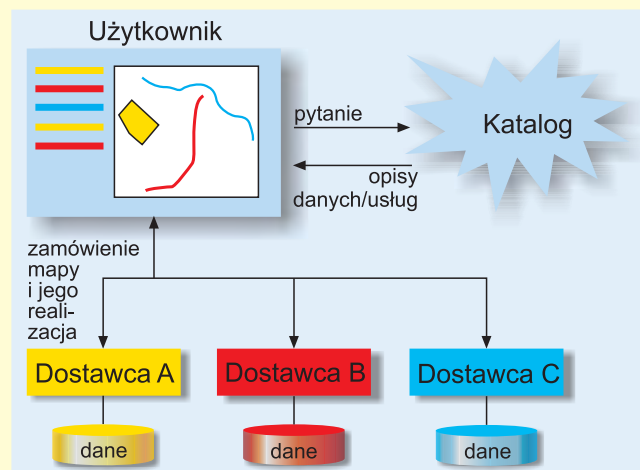 Użytkownik
pytanie
Katalog
opisy
danych/usług
zamówienie
mapy
i jego
reali-
zacja
Dostawca A
Dostawca B
Dostawca C
dane
dane
dane